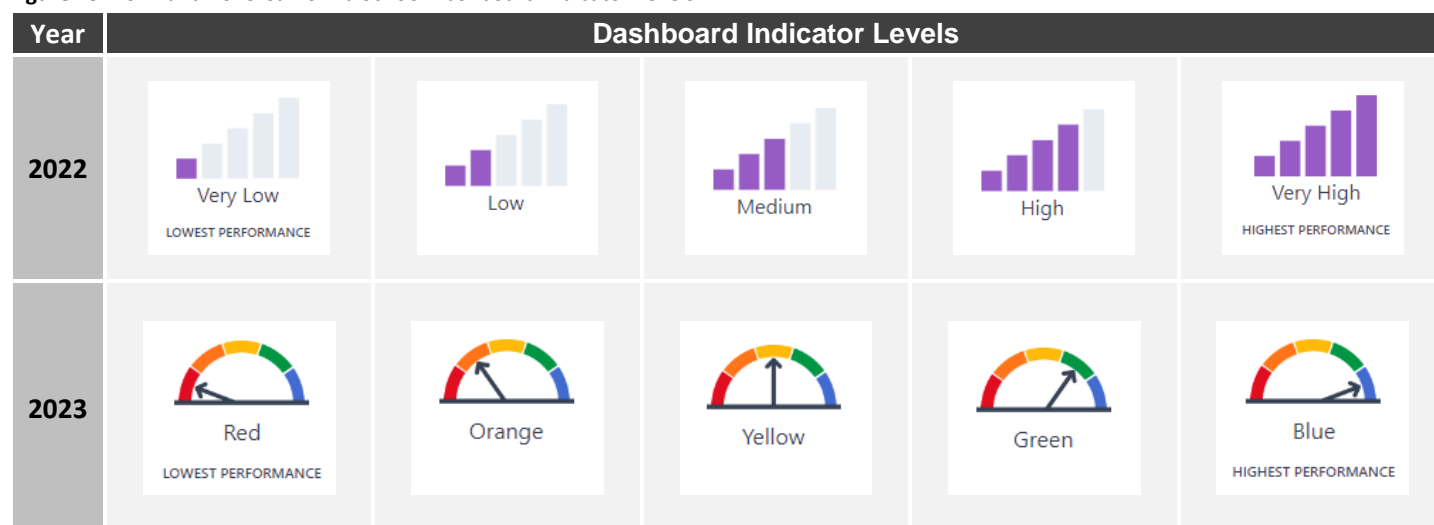 Year Dashboard Indicator Levels
2022
Very Low
LOWEST PERFORMANCE
Low
Medium
High
Very High
HIGHEST PERFORMANCE
2023
Red
LOWEST PERFORMANCE
Orange
Yellow
Green
Blue
HIGHEST PERFORMANCE